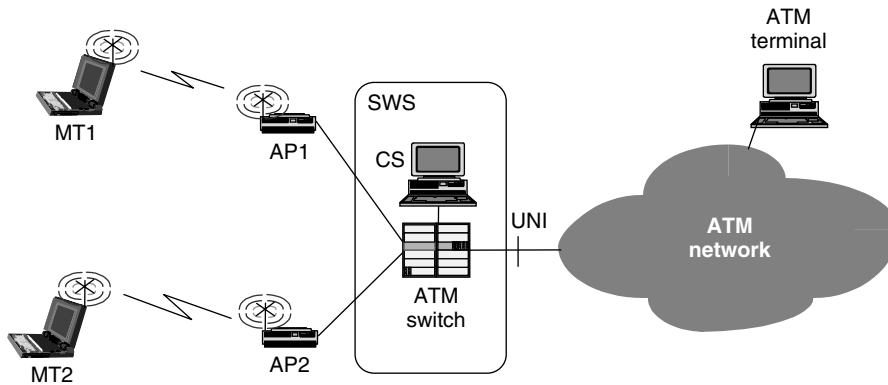 ATM
terminal
SWS
MT1
AP1
CS
UNI
ATM
network
ATM
switch
MT2
AP2